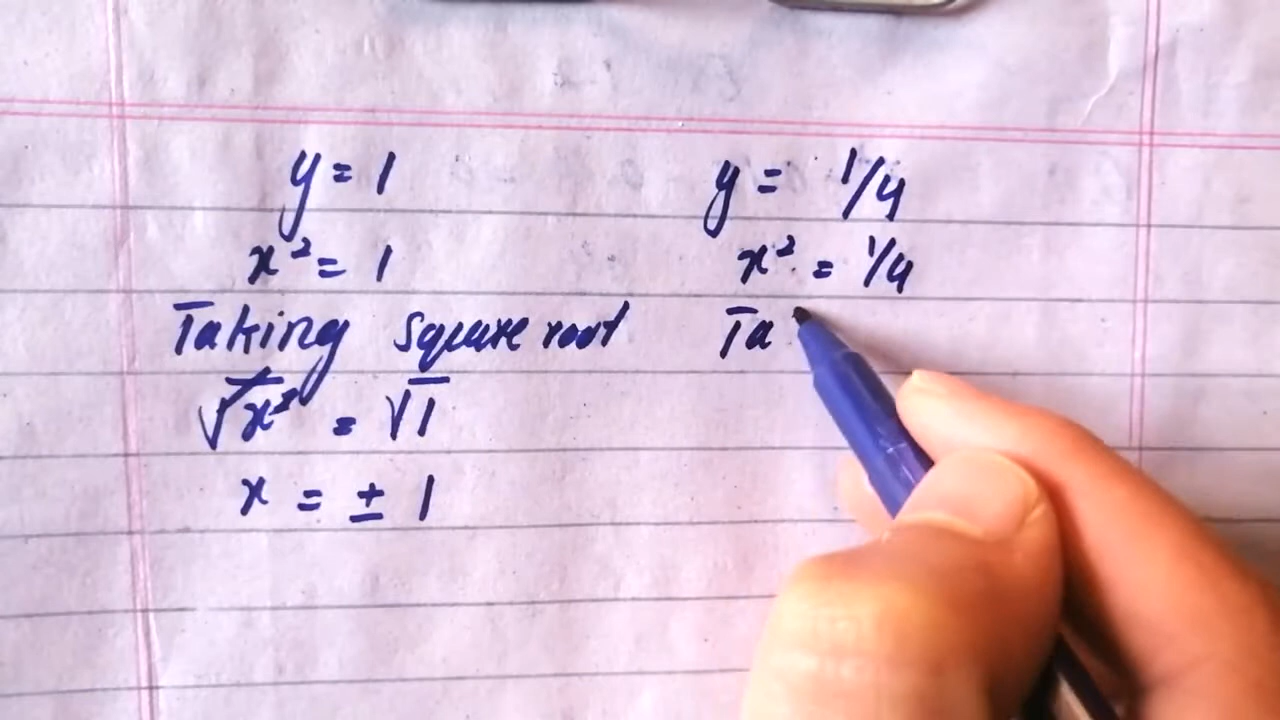 y = 1
x² = 1
Taking square root
√x² = √1
x = ± 1
y = 1/4
x² = 1/4
Ta